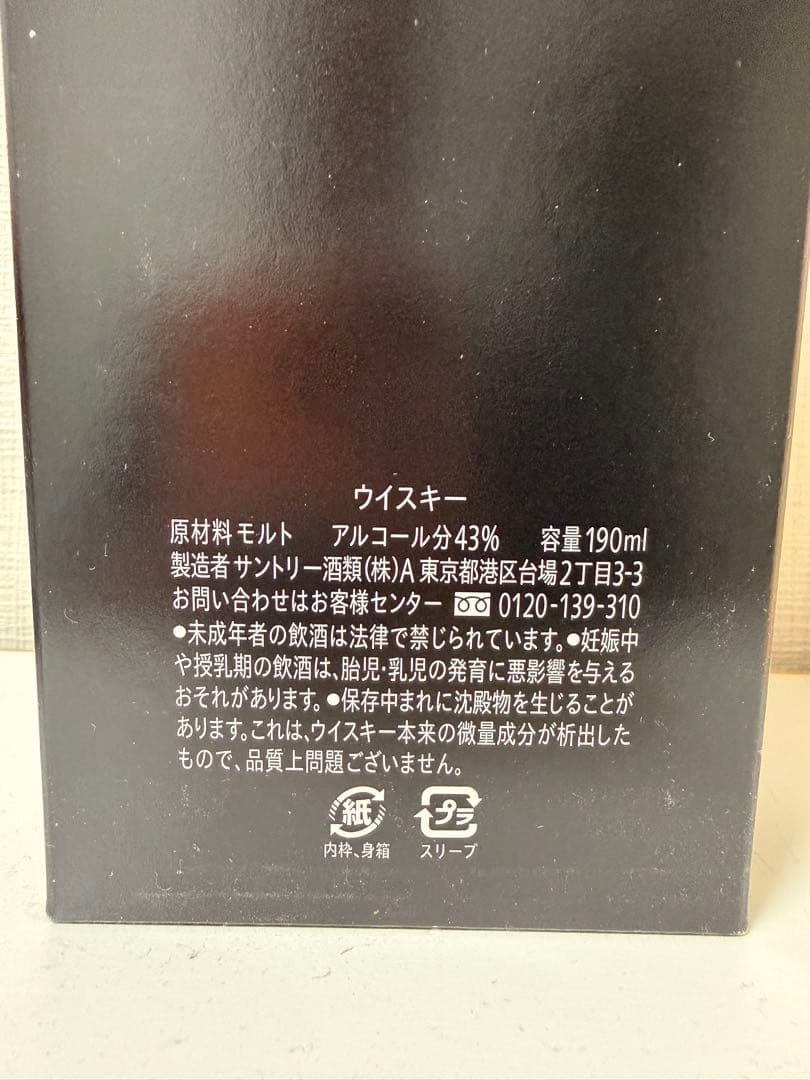 ウイスキー
原材料 モルト　アルコール分43%　容量190ml
製造者 サントリー酒類(株)A 東京都港区台場2丁目3-3
お問い合わせはお客様センター 0120-139-310
●未成年者の飲酒は法律で禁じられています。●妊娠中
や授乳期の飲酒は、胎児・乳児の発育に悪影響を与える
おそれがあります。●保存中まれに沈殿物を生じることが
あります。これは、ウイスキー本来の微量成分が析出した
もので、品質上問題ございません。
紙 プラ
内枠、身箱 スリーブ